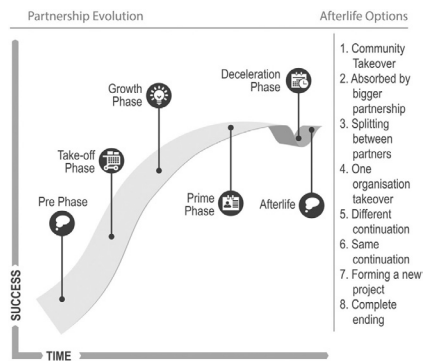 Partnership Evolution
Afterlife Options
Growth
Phase
Deceleration
Phase
Take-off
Phase
Pre Phase
Prime
Phase
Afterlife
SUCCESS
TIME
1. Community
Takeover
2. Absorbed by
bigger
partnership
3. Splitting
between
partners
4. One
organisation
takeover
5. Different
continuation
6. Same
continuation
7. Forming a new
project
8. Complete
ending